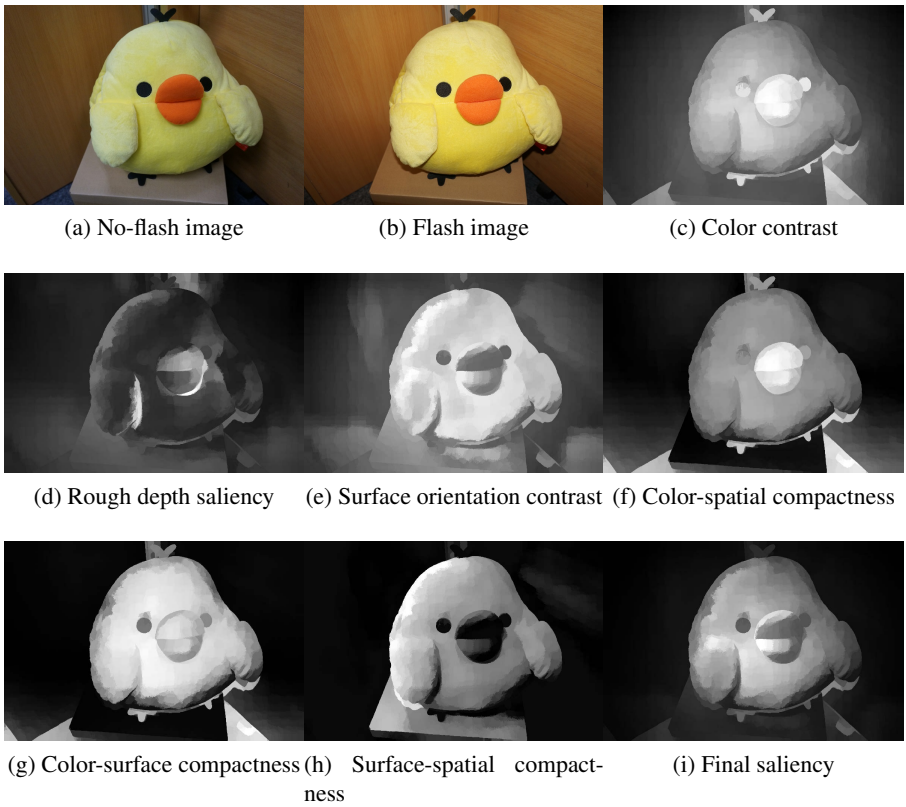 (a) No-flash image
(b) Flash image
(c) Color contrast
(d) Rough depth saliency
(e) Surface orientation contrast
(f) Color-spatial compactness
(g) Color-surface compactness
(h) Surface-spatial compact-
ness
(i) Final saliency